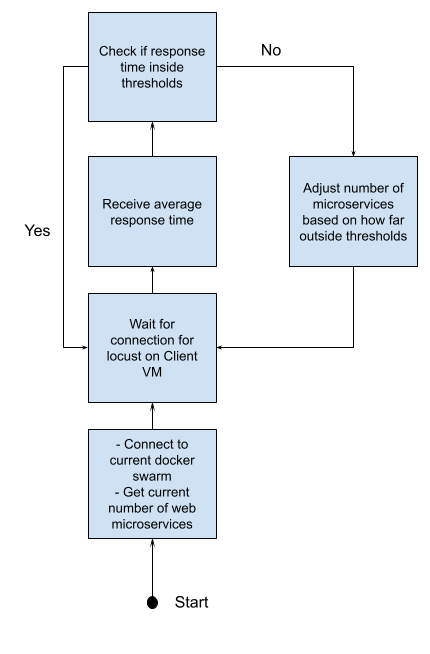 Check if response
time inside
thresholds
No
Yes
Receive average
response time
Adjust number of
microservices
based on how far
outside thresholds
Wait for
connection for
locust on Client
VM
- Connect to
current docker
swarm
- Get current
number of web
microservices
Start